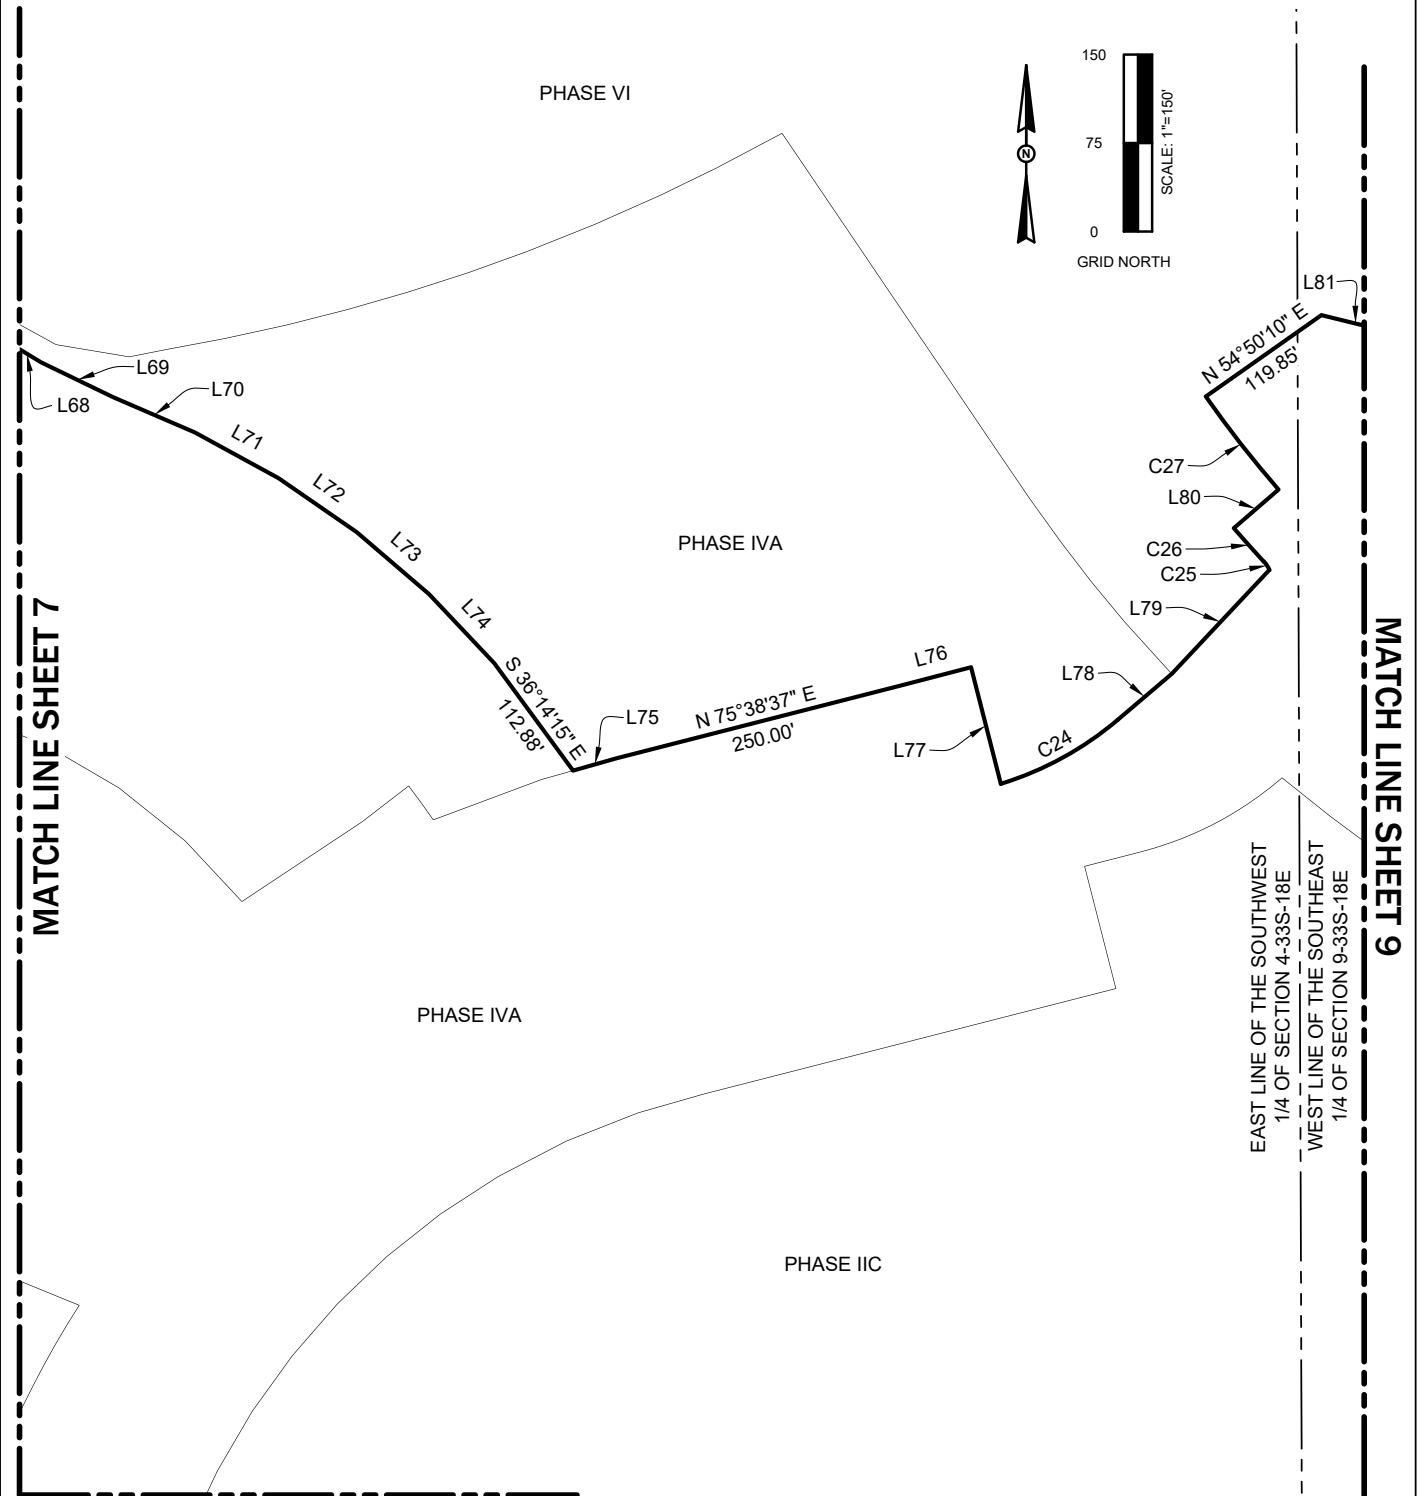 PHASE VI
150
75
0
SCALE: 1"=150'
N
GRID NORTH
L81
N 54°50'10" E
119.85'
L69
L70
L68
L71
L72
L73
L74
C27
L80
C26
C25
L79
PHASE IVA
S 36°14'15" E
112.88'
L75
N 75°38'37" E
250.00'
L76
L77
L78
C24
MATCH LINE SHEET 7
MATCH LINE SHEET 9
EAST LINE OF THE SOUTHWEST
1/4 OF SECTION 4-33S-18E
WEST LINE OF THE SOUTHEAST
1/4 OF SECTION 9-33S-18E
PHASE IVA
PHASE IIC